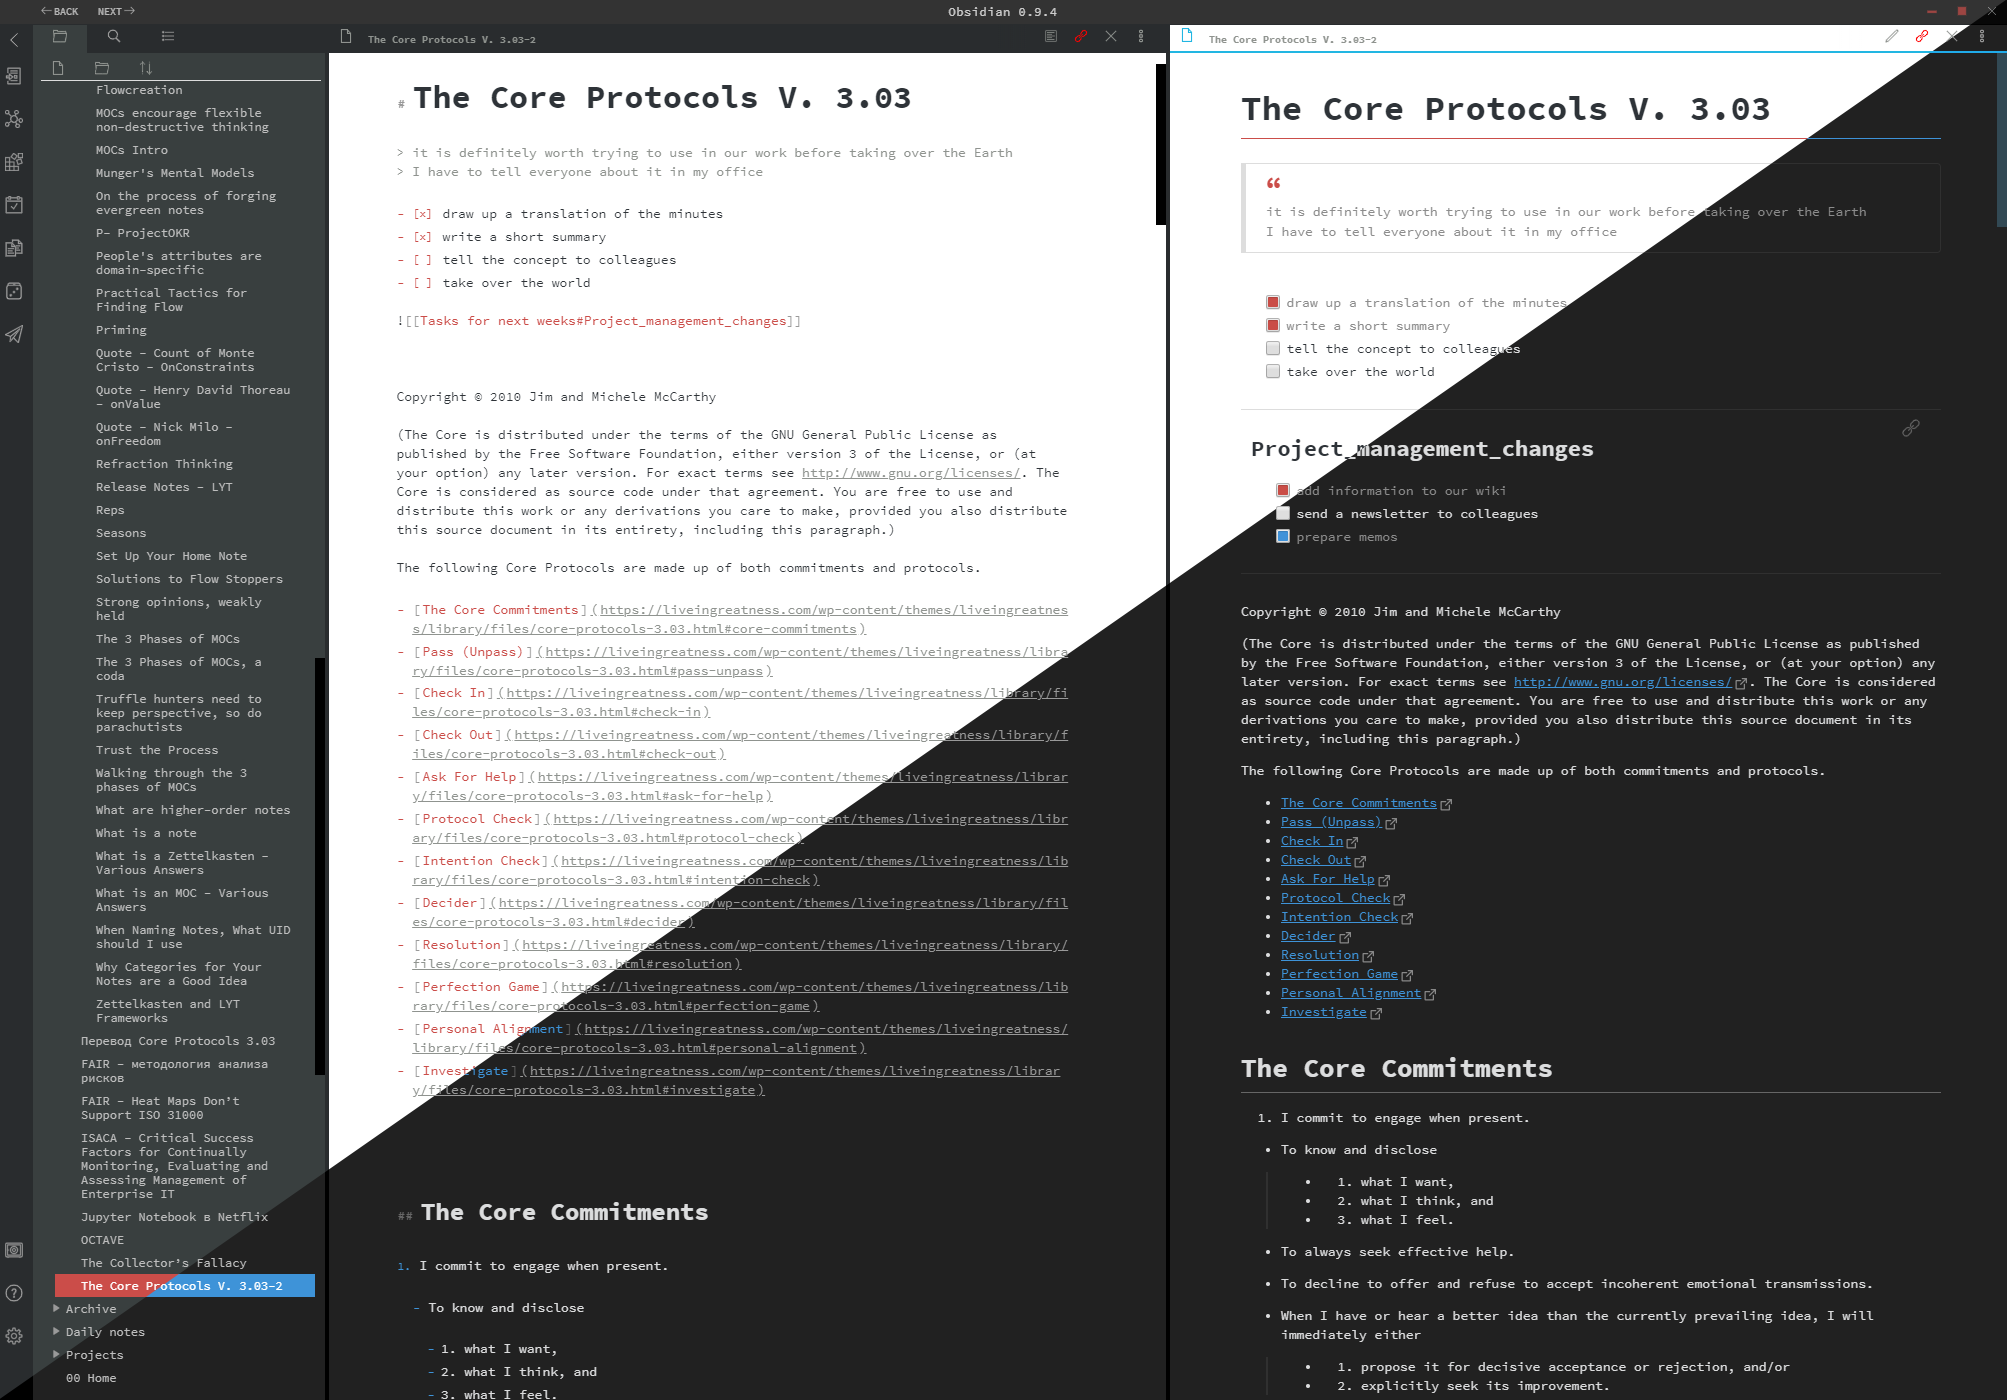 BACK NEXT
Obsidian 0.9.4
Flowcreation
MOCs encourage flexible
non-destructive thinking
MOCs Intro
Munger's Mental Models
On the process of forging
evergreen notes
P- ProjectOKR
People's attributes are
domain-specific
Practical Tactics for
Finding Flow
Priming
Quote - Count of Monte
Cristo - OnConstraints
Quote - Henry David Thoreau
- onValue
Quote - Nick Milo -
onFreedom
Refraction Thinking
Release Notes - LYT
Reps
Seasons
Set Up Your Home Note
Solutions to Flow Stoppers
Strong opinions, weakly
held
The 3 Phases of MOCs
The 3 Phases of MOCs, a
coda
Truffle hunters need to
keep perspective, so do
parachutists
Trust the Process
Walking through the 3
phases of MOCs
What are higher-order notes
What is a note
What is a Zettelkasten -
Various Answers
What is an MOC - Various
Answers
When Naming Notes, What UID
should I use
Why Categories for Your
Notes are a Good Idea
Zettelkasten and LYT
Frameworks
Перевод Core Protocols 3.03
FAIR - методология анализа
рисков
FAIR - Heat Maps Don't
Support ISO 31000
ISACA - Critical Success
Factors for Continually
Monitoring, Evaluating and
Assessing Management of
Enterprise IT
Jupyter Notebook в Netflix
OCTAVE
The Collector's Fallacy
The Core Protocols V. 3.03-2
Archive
Daily notes
Projects
00 Home
The Core Protocols V. 3.03-2
# The Core Protocols V. 3.03
> it is definitely worth trying to use in our work before taking over the Earth
> I have to tell everyone about it in my office
- [x] draw up a translation of the minutes
- [x] write a short summary
- [ ] tell the concept to colleagues
- [ ] take over the world
![[Tasks for next weeks#Project_management_changes]]
Copyright © 2010 Jim and Michele McCarthy
(The Core is distributed under the terms of the GNU General Public License as
published by the Free Software Foundation, either version 3 of the License, or (at
your option) any later version. For exact terms see http://www.gnu.org/licenses/. The
Core is considered as source code under that agreement. You are free to use and
distribute this work or any derivations you care to make, provided you also distribute
this source document in its entirety, including this paragraph.)
The following Core Protocols are made up of both commitments and protocols.
- [The Core Commitments](https://liveingreatness.com/wp-content/themes/liveingreatnes
s/library/files/core-protocols-3.03.html#core-commitments)
- [Pass (Unpass)](https://liveingreatness.com/wp-content/themes/liveingreatness/libra
ry/files/core-protocols-3.03.html#pass-unpass)
- [Check In](https://liveingreatness.com/wp-content/themes/liveingreatness/library/fi
les/core-protocols-3.03.html#check-in)
- [Check Out](https://liveingreatness.com/wp-content/themes/liveingreatness/library/f
iles/core-protocols-3.03.html#check-out)
- [Ask For Help](https://liveingreatness.com/wp-content/themes/liveingreatness/librar
y/files/core-protocols-3.03.html#ask-for-help)
- [Protocol Check](https://liveingreatness.com/wp-content/themes/liveingreatness/libr
ary/files/core-protocols-3.03.html#protocol-check)
- [Intention Check](https://liveingreatness.com/wp-content/themes/liveingreatness/lib
rary/files/core-protocols-3.03.html#intention-check)
- [Decider](https://liveingreatness.com/wp-content/themes/liveingreatness/library/fil
es/core-protocols-3.03.html#decider)
- [Resolution](https://liveingreatness.com/wp-content/themes/liveingreatness/library/
files/core-protocols-3.03.html#resolution)
- [Perfection Game](https://liveingreatness.com/wp-content/themes/liveingreatness/lib
rary/files/core-protocols-3.03.html#perfection-game)
- [Personal Alignment](https://liveingreatness.com/wp-content/themes/liveingreatness/
library/files/core-protocols-3.03.html#personal-alignment)
- [Investigate](https://liveingreatness.com/wp-content/themes/liveingreatness/librar
y/files/core-protocols-3.03.html#investigate)
## The Core Commitments
1. I commit to engage when present.
- To know and disclose
- 1. what I want,
- 2. what I think, and
- 3. what I feel.
The Core Protocols V. 3.03-2
The Core Protocols V. 3.03
“
it is definitely worth trying to use in our work before taking over the Earth
I have to tell everyone about it in my office
draw up a translation of the minutes
write a short summary
tell the concept to colleagues
take over the world
Project_management_changes
add information to our wiki
send a newsletter to colleagues
prepare memos
Copyright © 2010 Jim and Michele McCarthy
(The Core is distributed under the terms of the GNU General Public License as published
by the Free Software Foundation, either version 3 of the License, or (at your option) any
later version. For exact terms see http://www.gnu.org/licenses/. The Core is considered
as source code under that agreement. You are free to use and distribute this work or any
derivations you care to make, provided you also distribute this source document in its
entirety, including this paragraph.)
The following Core Protocols are made up of both commitments and protocols.
• The Core Commitments
• Pass (Unpass)
• Check In
• Check Out
• Ask For Help
• Protocol Check
• Intention Check
• Decider
• Resolution
• Perfection Game
• Personal Alignment
• Investigate
The Core Commitments
1. I commit to engage when present.
• To know and disclose
• 1. what I want,
• 2. what I think, and
• 3. what I feel.
• To always seek effective help.
• To decline to offer and refuse to accept incoherent emotional transmissions.
• When I have or hear a better idea than the currently prevailing idea, I will
immediately either
• 1. propose it for decisive acceptance or rejection, and/or
• 2. explicitly seek its improvement.